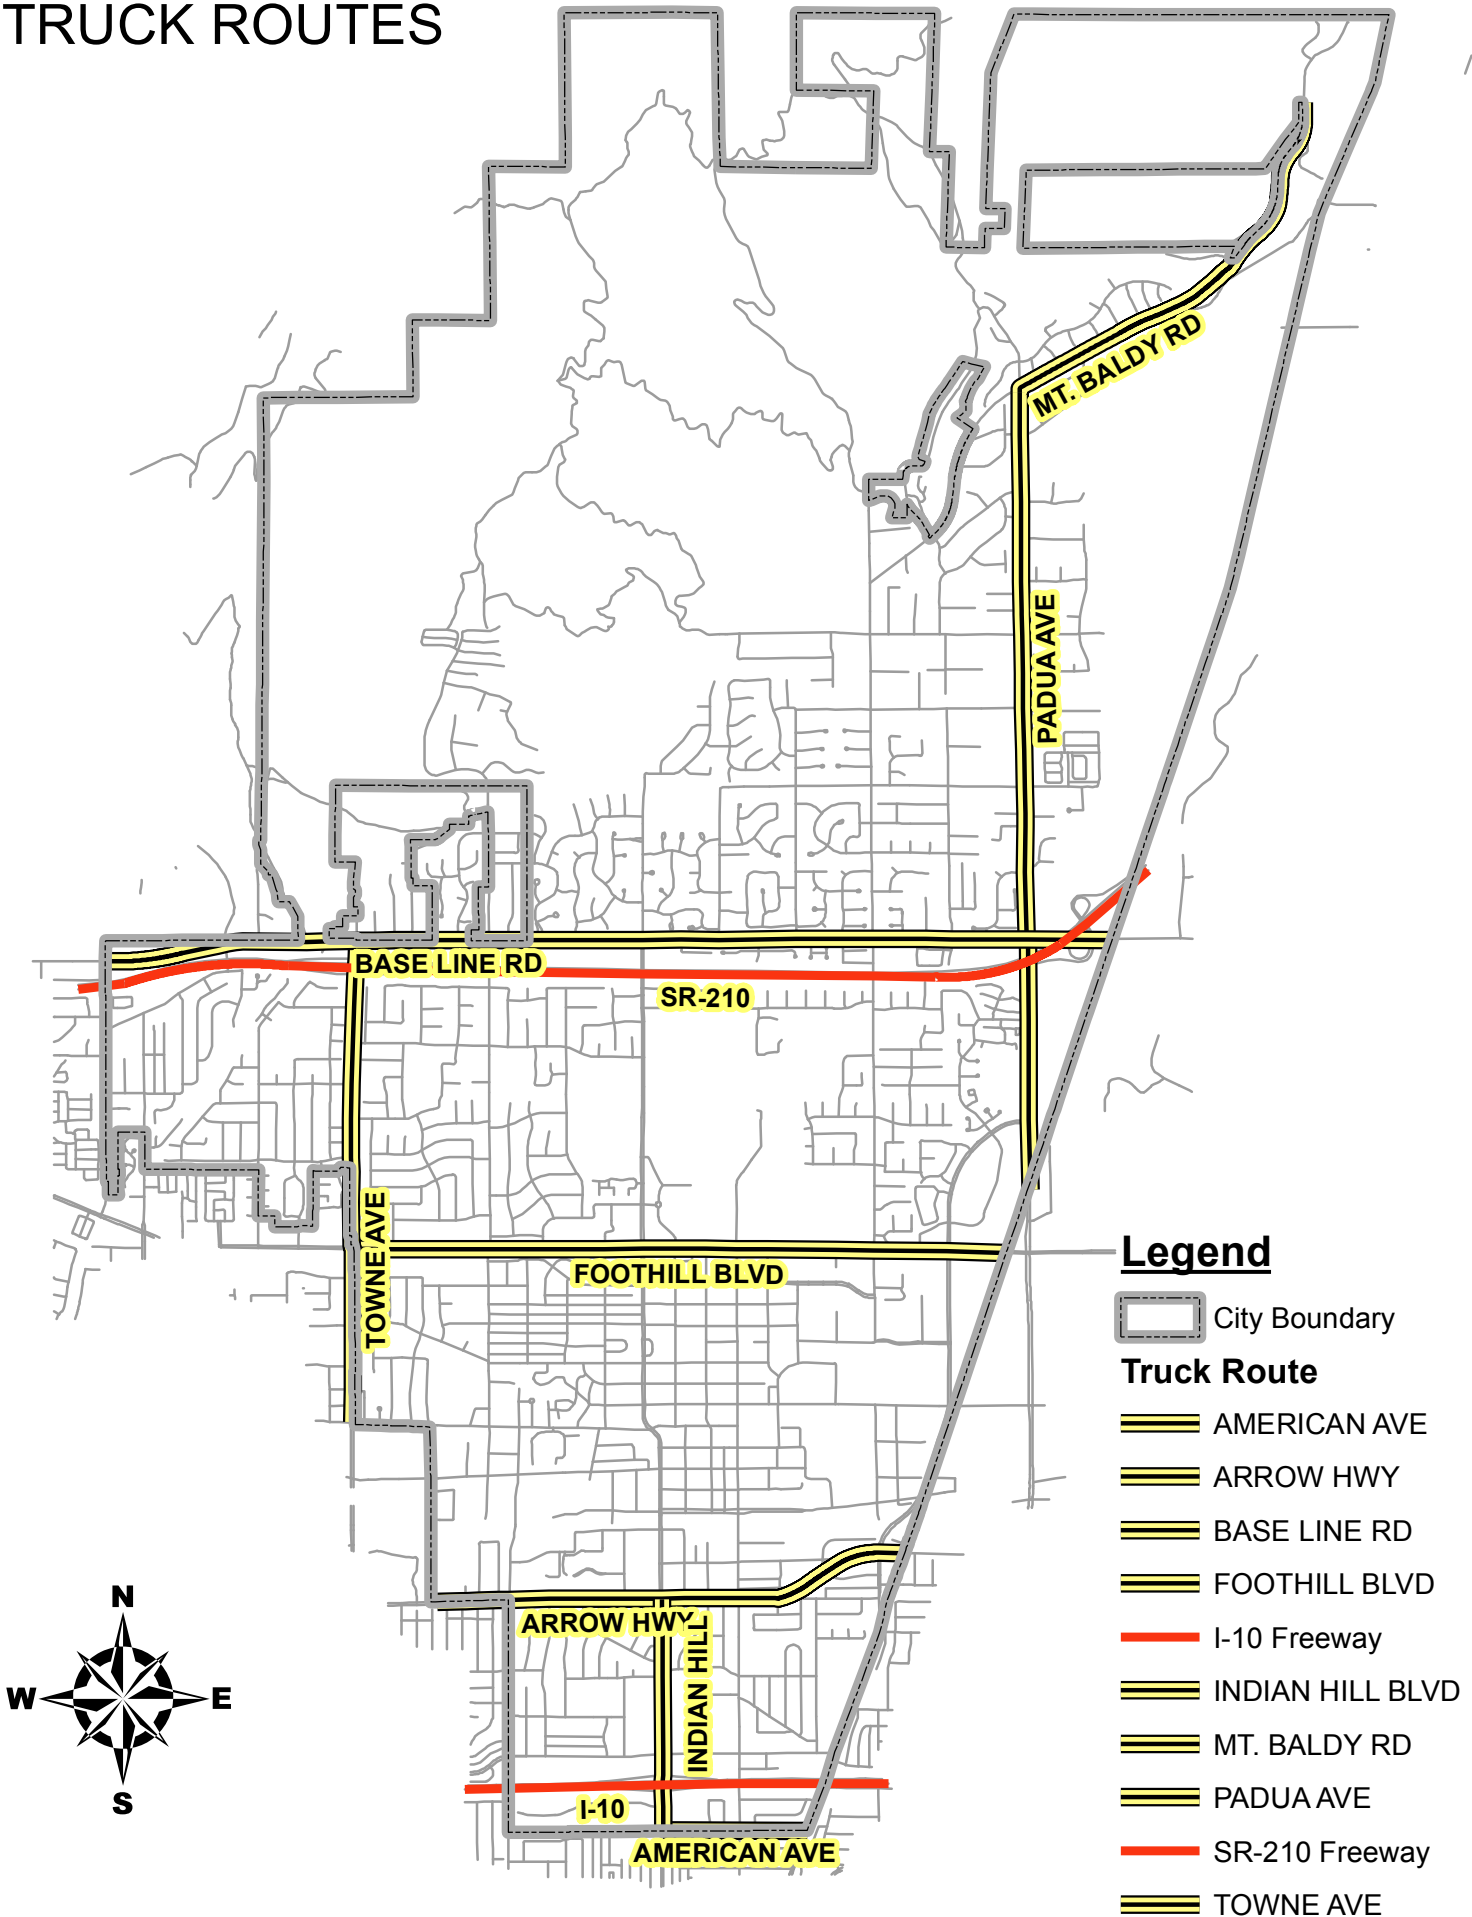 TRUCK ROUTES
MT. BALDY RD
PADUA AVE
BASE LINE RD
SR-210
TOWNE AVE
FOOTHILL BLVD
ARROW HWY
INDIAN HILL
I-10
AMERICAN AVE
N
W
E
S
Legend
City Boundary
Truck Route
AMERICAN AVE
ARROW HWY
BASE LINE RD
FOOTHILL BLVD
I-10 Freeway
INDIAN HILL BLVD
MT. BALDY RD
PADUA AVE
SR-210 Freeway
TOWNE AVE